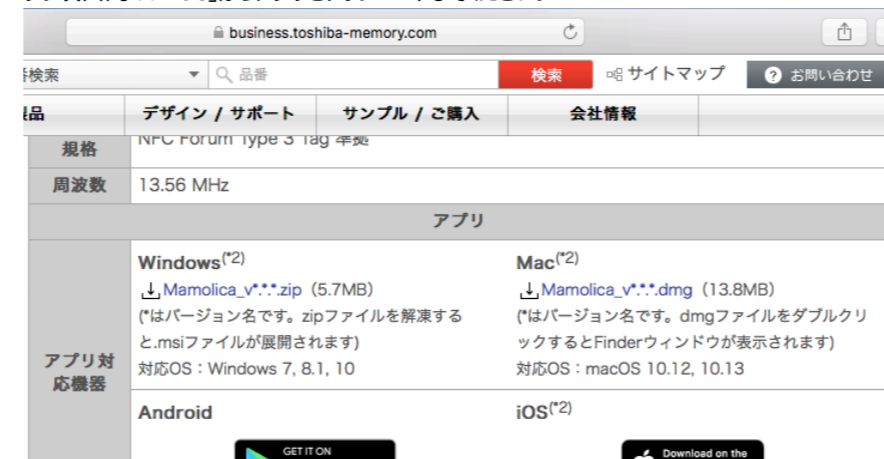 business.toshiba-memory.com
検索
品番
検索
サイトマップ
? お問い合わせ
品
デザイン / サポート
サンプル / ご購入
会社情報
規格
NFC Forum Type 3 Tag 準拠
周波数
13.56 MHz
アプリ
アプリ対
応機器
Windows(*2)
Mamolica_v*.*.*.zip（5.7MB）
(*はバージョン名です。zipファイルを解凍する
と.msiファイルが展開されます)
対応OS：Windows 7, 8.1, 10
Mac(*2)
Mamolica_v*.*.*.dmg（13.8MB）
(*はバージョン名です。dmgファイルをダブルクリ
ックするとFinderウィンドウが表示されます)
対応OS：macOS 10.12, 10.13
Android
GET IT ON
iOS(*2)
Download on the